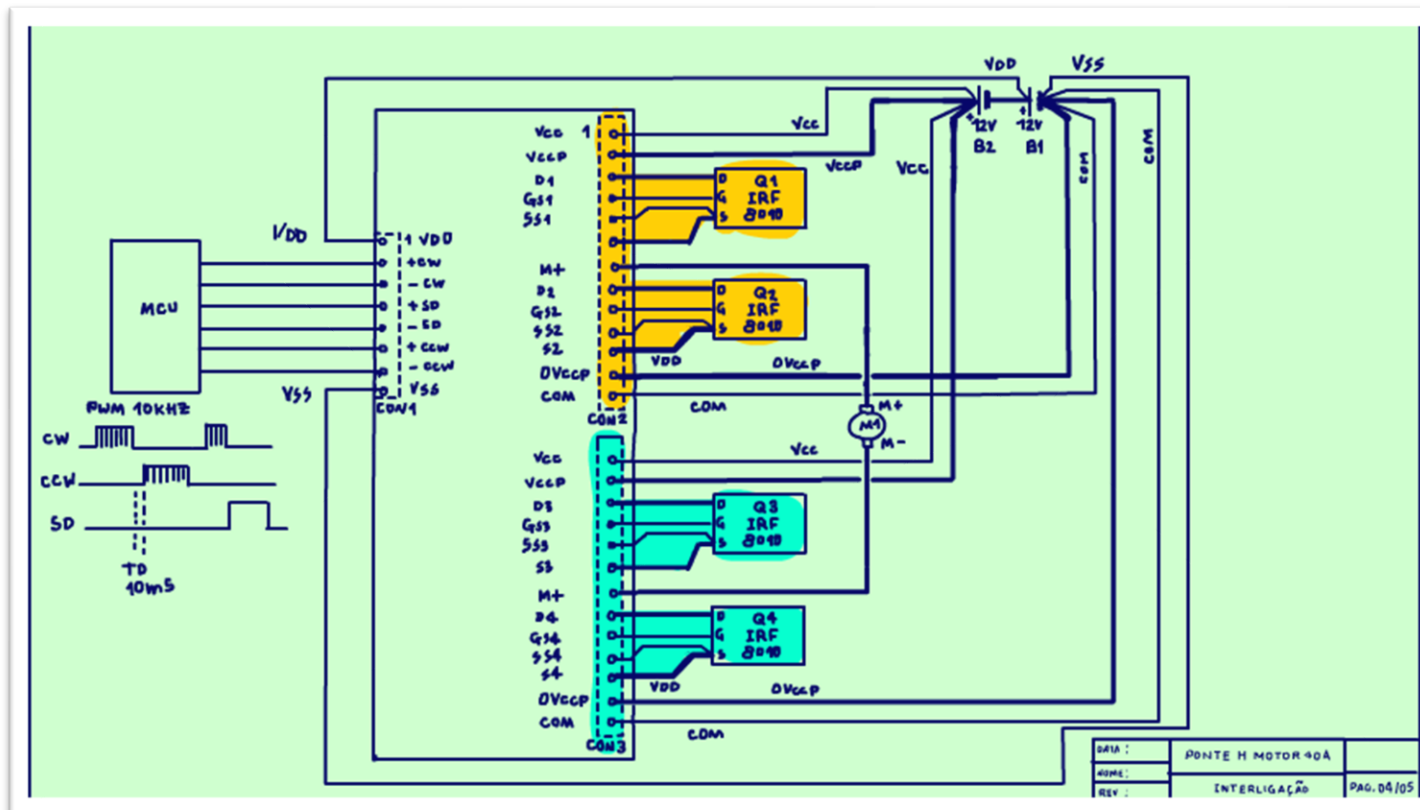 VDD VSS
12V 12V
B2 B1
VCC
VCCP
VCC
COM
COM
VCC 1
VCCP
D1
GS1
SS1
M+
D2
GS2
SS2
S2
0VCCP
COM
CON2
D Q1
G IRF
S 8010
D Q2
G IRF
S 8010
VDD
0VCCP
COM
M+
M1
M-
VDD
1 VDD
+CW
-CW
+SD
-SD
+CCW
-CCW
VSS
VSS
CON1
MCU
PWM 10KHZ
CW
CCW
SD
TD
10mS
VCC
VCC
VCCP
D3
GS3
SS3
S3
M+
D4
GS4
SS4
S4
0VCCP
COM
CON3
D Q3
G IRF
S 8010
D Q4
G IRF
S 8010
VDD
0VCCP
COM
DATA:
NOME:
REV:
PONTE H MOTOR 40A
INTERLIGAÇÃO
PAG. 04/05